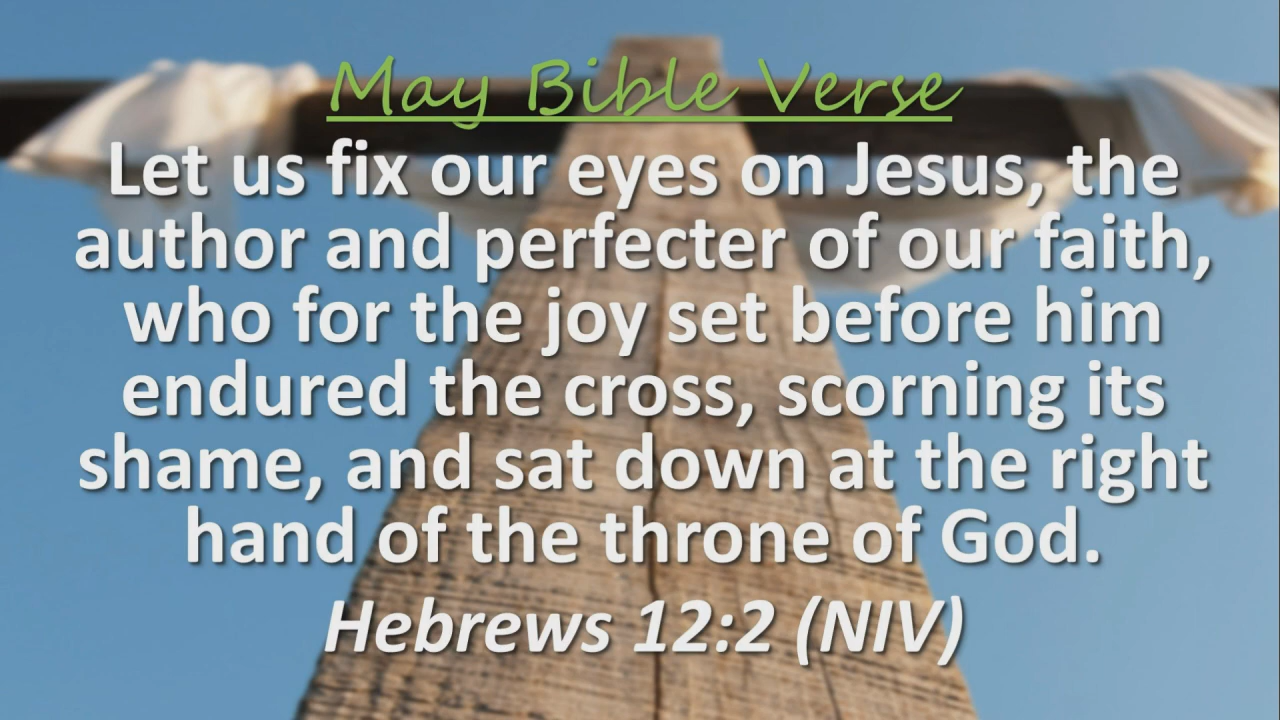 May Bible Verse
Let us fix our eyes on Jesus, the
author and perfecter of our faith,
who for the joy set before him
endured the cross, scorning its
shame, and sat down at the right
hand of the throne of God.
Hebrews 12:2 (NIV)